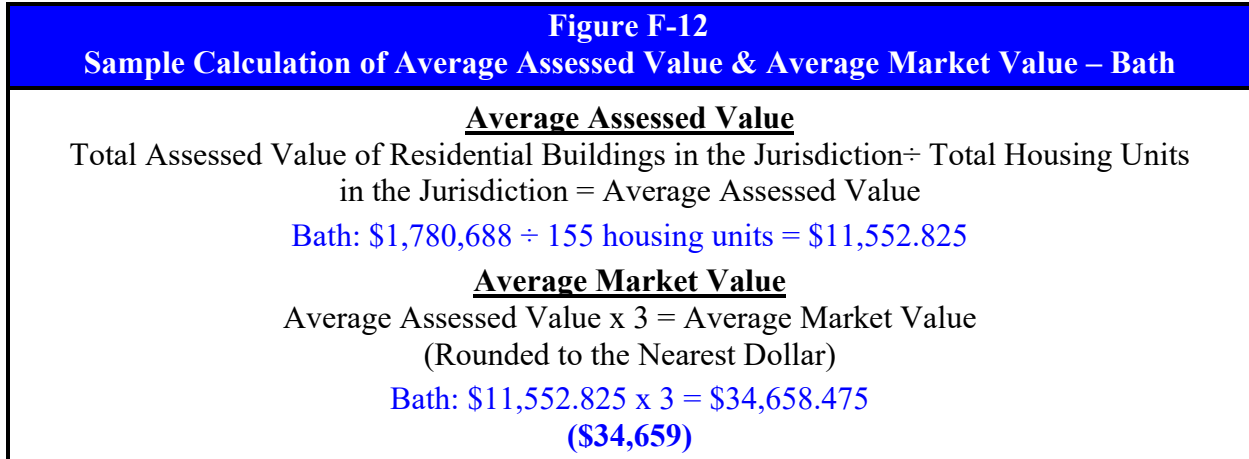 Figure F-12
Sample Calculation of Average Assessed Value & Average Market Value – Bath
Average Assessed Value
Total Assessed Value of Residential Buildings in the Jurisdiction÷ Total Housing Units
in the Jurisdiction = Average Assessed Value
Bath: $1,780,688 ÷ 155 housing units = $11,552.825
Average Market Value
Average Assessed Value x 3 = Average Market Value
(Rounded to the Nearest Dollar)
Bath: $11,552.825 x 3 = $34,658.475
($34,659)